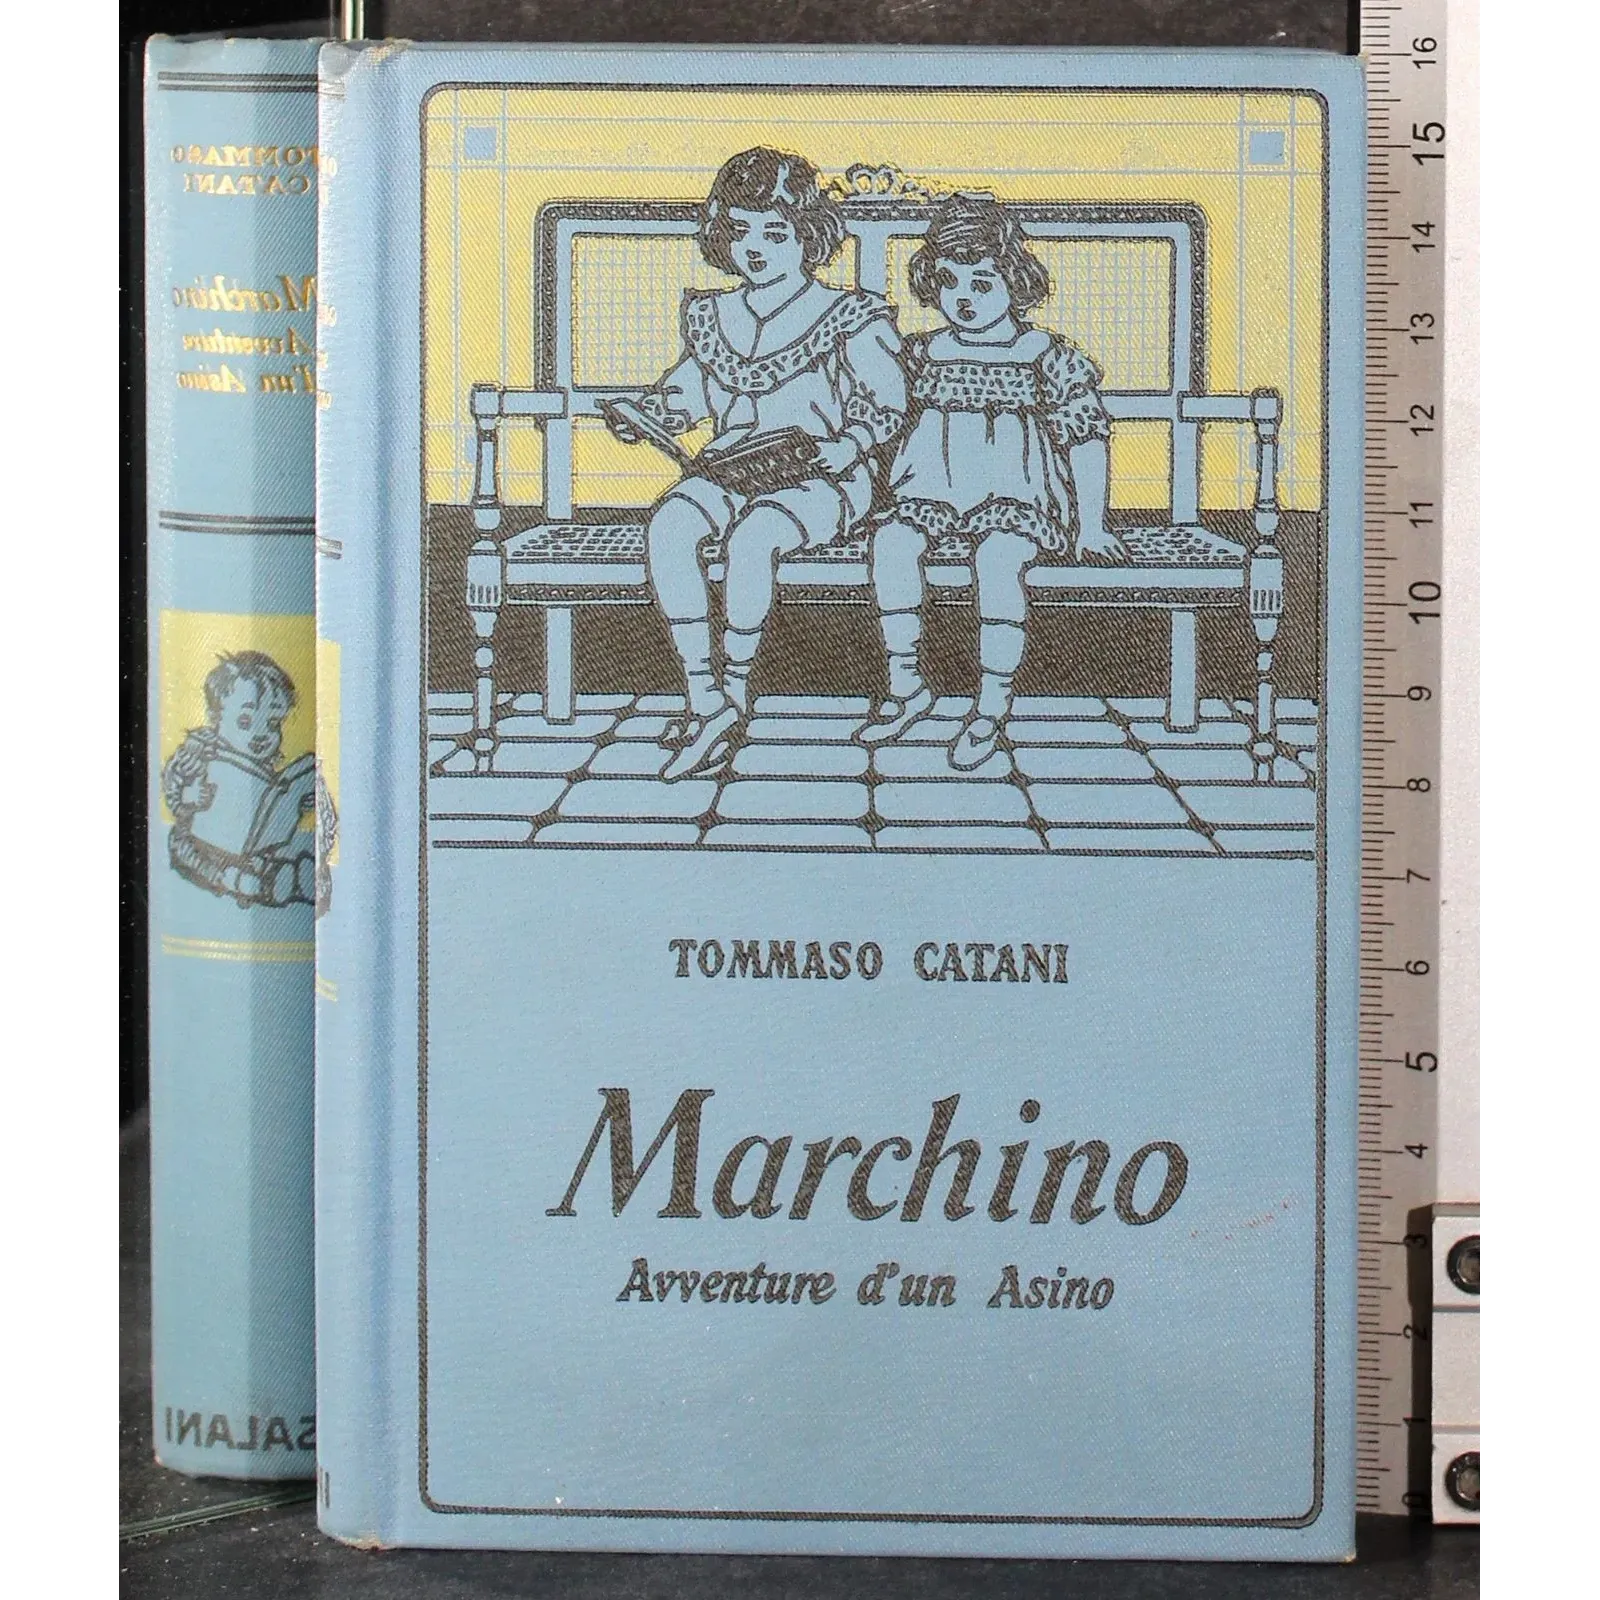 TOMMASO
CATANI
Marchino
Avventure
d'un Asino
SALANI
TOMMASO CATANI
Marchino
Avventure d'un Asino
16
15
14
13
12
11
10
9
8
7
6
5
4
3
2
1
0